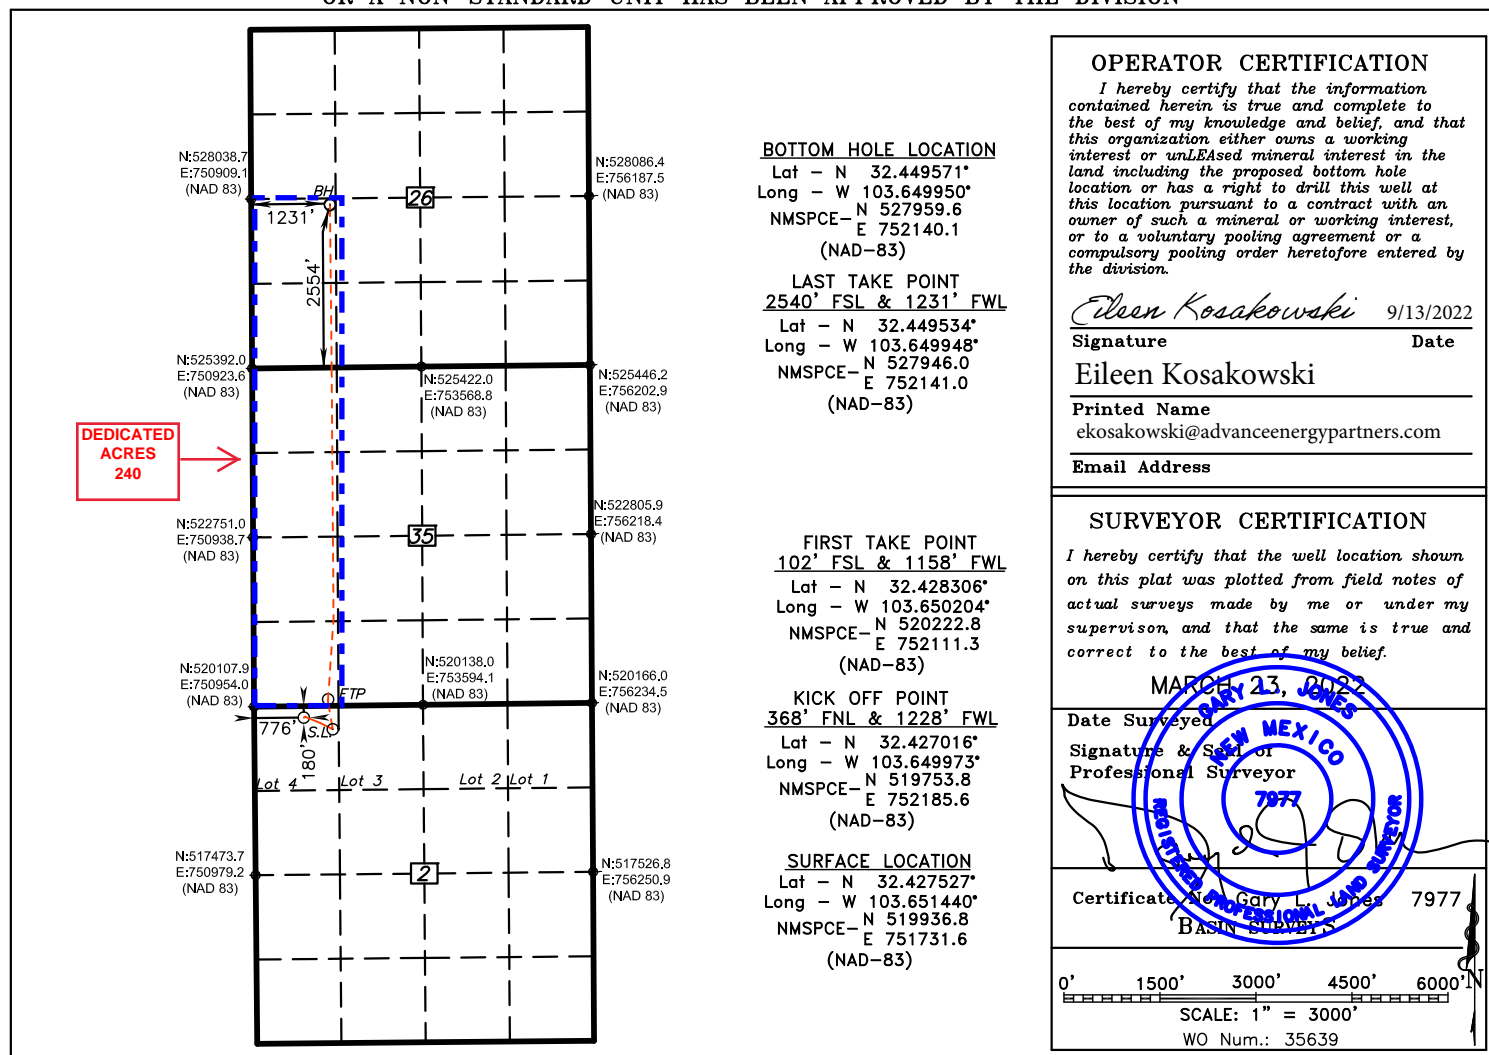 OR A NON-STANDARD UNIT HAS BEEN APPROVED BY THE DIVISION
N:528038.7
E:750909.1
(NAD 83)
N:528086.4
E:756187.5
(NAD 83)
BH
26
1231'
2554'
N:525392.0
E:750923.6
(NAD 83)
N:525422.0
E:753568.8
(NAD 83)
N:525446.2
E:756202.9
(NAD 83)
DEDICATED
ACRES
240
N:522751.0
E:750938.7
(NAD 83)
N:522805.9
E:756218.4
(NAD 83)
35
N:520107.9
E:750954.0
(NAD 83)
FTP
N:520138.0
E:753594.1
(NAD 83)
N:520166.0
E:756234.5
(NAD 83)
776'
S.L.
180'
Lot 4
Lot 3
Lot 2
Lot 1
N:517473.7
E:750979.2
(NAD 83)
2
N:517526.8
E:756250.9
(NAD 83)
BOTTOM HOLE LOCATION
Lat - N 32.449571°
Long - W 103.649950°
NMSPCE- N 527959.6
E 752140.1
(NAD-83)
LAST TAKE POINT
2540' FSL & 1231' FWL
Lat - N 32.449534°
Long - W 103.649948°
NMSPCE- N 527946.0
E 752141.0
(NAD-83)
FIRST TAKE POINT
102' FSL & 1158' FWL
Lat - N 32.428306°
Long - W 103.650204°
NMSPCE- N 520222.8
E 752111.3
(NAD-83)
KICK OFF POINT
368' FNL & 1228' FWL
Lat - N 32.427016°
Long - W 103.649973°
NMSPCE- N 519753.8
E 752185.6
(NAD-83)
SURFACE LOCATION
Lat - N 32.427527°
Long - W 103.651440°
NMSPCE- N 519936.8
E 751731.6
(NAD-83)
OPERATOR CERTIFICATION
I hereby certify that the information
contained herein is true and complete to
the best of my knowledge and belief, and that
this organization either owns a working
interest or unLEAsed mineral interest in the
land including the proposed bottom hole
location or has a right to drill this well at
this location pursuant to a contract with an
owner of such a mineral or working interest,
or to a voluntary pooling agreement or a
compulsory pooling order heretofore entered by
the division.
Eileen Kosakowski 9/13/2022
Signature Date
Eileen Kosakowski
Printed Name
ekosakowski@advanceenergypartners.com
Email Address
SURVEYOR CERTIFICATION
I hereby certify that the well location shown
on this plat was plotted from field notes of
actual surveys made by me or under my
supervison, and that the same is true and
correct to the best of my belief.
MARCH 23, 2022
Date Surveyed
Signature & Seal of
Professional Surveyor
GARY L. JONES
NEW MEXICO
7977
REGISTERED PROFESSIONAL LAND SURVEYOR
Certificate No. Gary L. Jones 7977
BASIN SURVEYS
0' 1500' 3000' 4500' 6000'
N
SCALE: 1" = 3000'
WO Num.: 35639